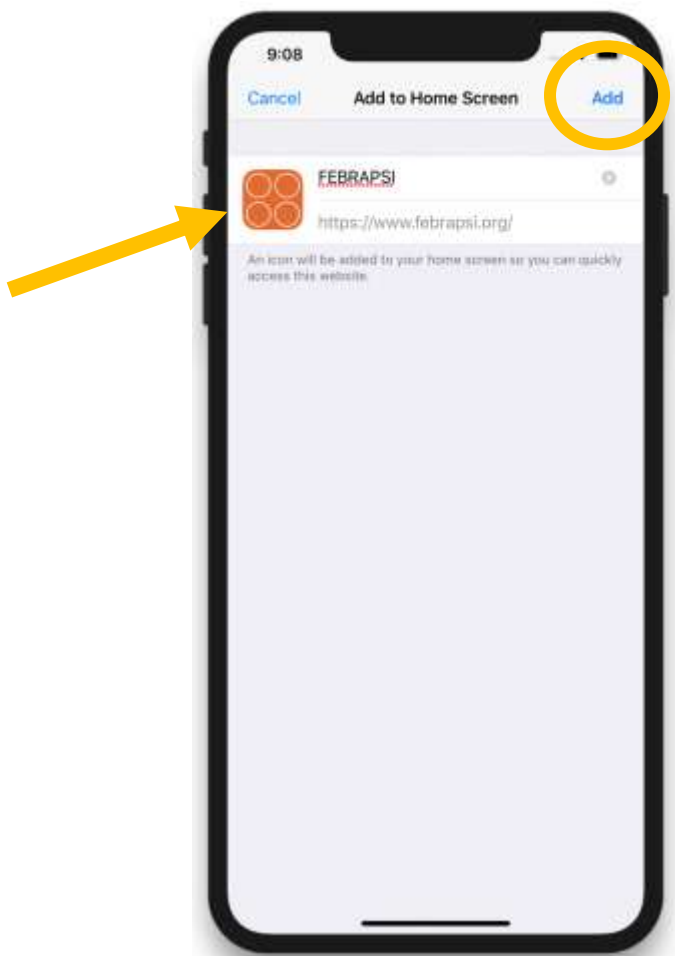 9:08
Cancel Add to Home Screen Add
FEBRAPSI
https://www.febrapsi.org/
An icon will be added to your home screen so you can quickly
access this website.